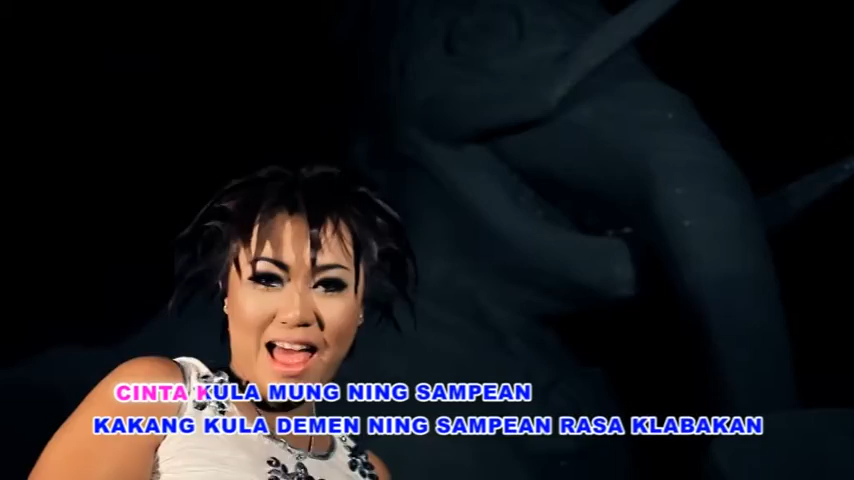 CINTA KULA MUNG NING SAMPEAN
KAKANG KULA DEMEN NING SAMPEAN RASA KLABAKAN